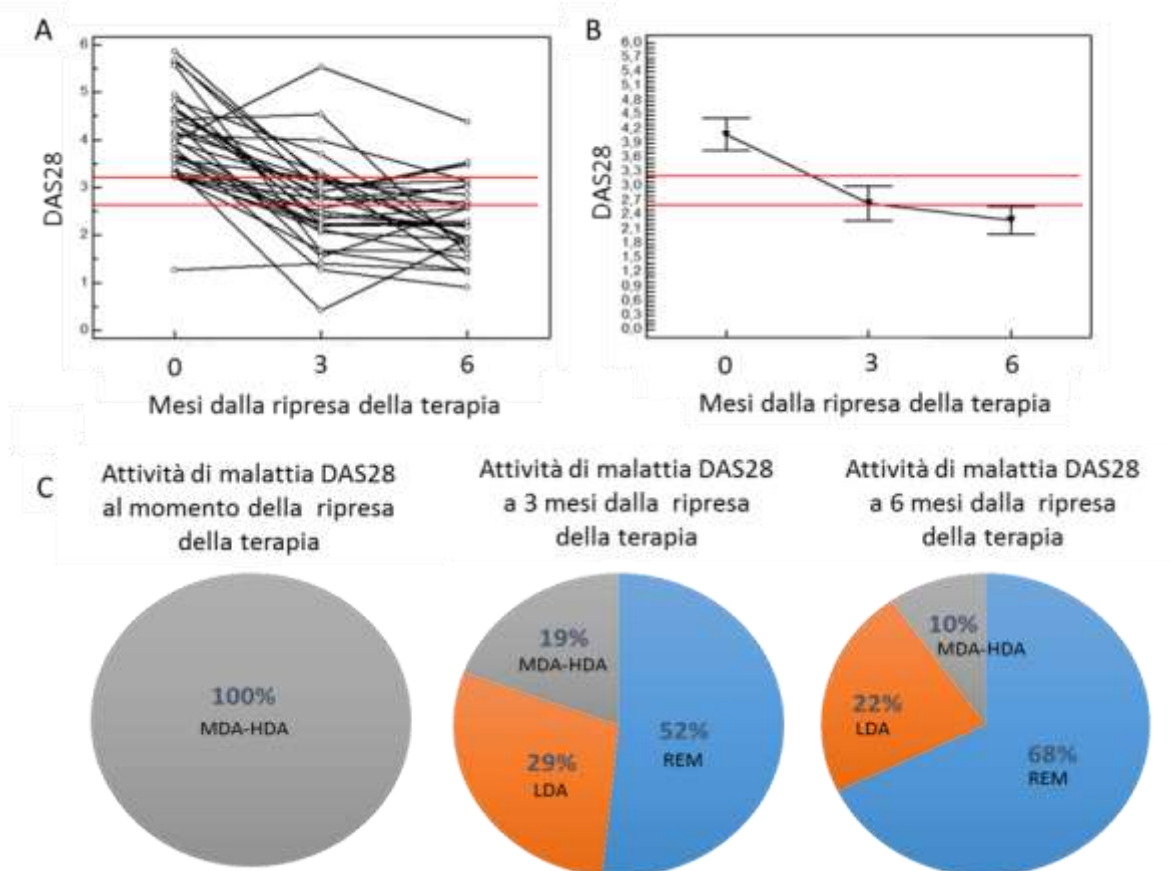 A
6
5
4
3
2
1
0
DAS28
0 3 6
Mesi dalla ripresa della terapia
B
6,0
5,7
5,4
5,1
4,8
4,5
4,2
3,9
3,6
3,3
3,0
2,7
2,4
2,1
1,8
1,5
1,2
0,9
0,6
0,3
0,0
DAS28
0 3 6
Mesi dalla ripresa della terapia
C
Attività di malattia DAS28
al momento della ripresa
della terapia
100%
MDA-HDA
Attività di malattia DAS28
a 3 mesi dalla ripresa
della terapia
19%
MDA-HDA
52%
REM
29%
LDA
Attività di malattia DAS28
a 6 mesi dalla ripresa
della terapia
10%
MDA-HDA
22%
LDA
68%
REM